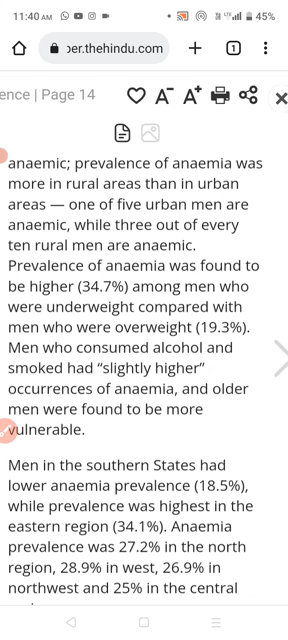 11:40 AM
LTE
45%
per.thehindu.com
1
ence | Page 14
A-
A+
anaemic; prevalence of anaemia was
more in rural areas than in urban
areas — one of five urban men are
anaemic, while three out of every
ten rural men are anaemic.
Prevalence of anaemia was found to
be higher (34.7%) among men who
were underweight compared with
men who were overweight (19.3%).
Men who consumed alcohol and
smoked had “slightly higher”
occurrences of anaemia, and older
men were found to be more
vulnerable.
Men in the southern States had
lower anaemia prevalence (18.5%),
while prevalence was highest in the
eastern region (34.1%). Anaemia
prevalence was 27.2% in the north
region, 28.9% in west, 26.9% in
northwest and 25% in the central